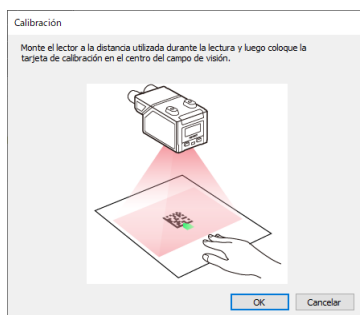 Calibración
Monte el lector a la distancia utilizada durante la lectura y luego coloque la
tarjeta de calibración en el centro del campo de visión.
OK
Cancelar